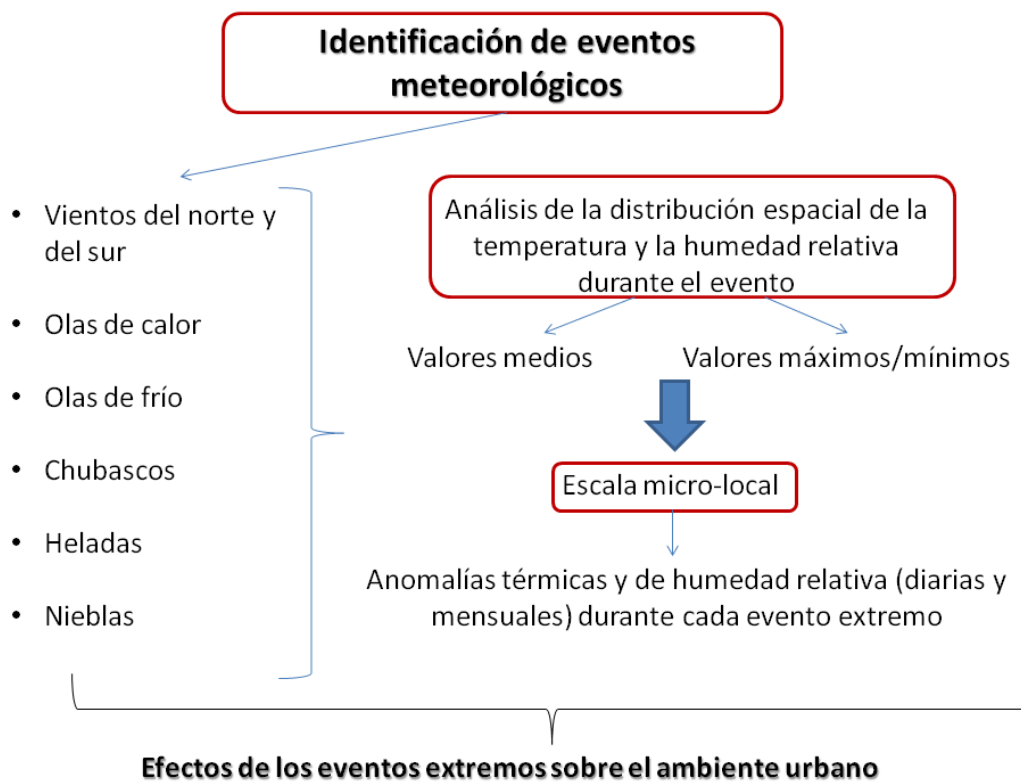 Identificación de eventos
meteorológicos
• Vientos del norte y
del sur
• Olas de calor
• Olas de frío
• Chubascos
• Heladas
• Nieblas
Análisis de la distribución espacial de la
temperatura y la humedad relativa
durante el evento
Valores medios
Valores máximos/mínimos
Escala micro-local
Anomalías térmicas y de humedad relativa (diarias y
mensuales) durante cada evento extremo
Efectos de los eventos extremos sobre el ambiente urbano